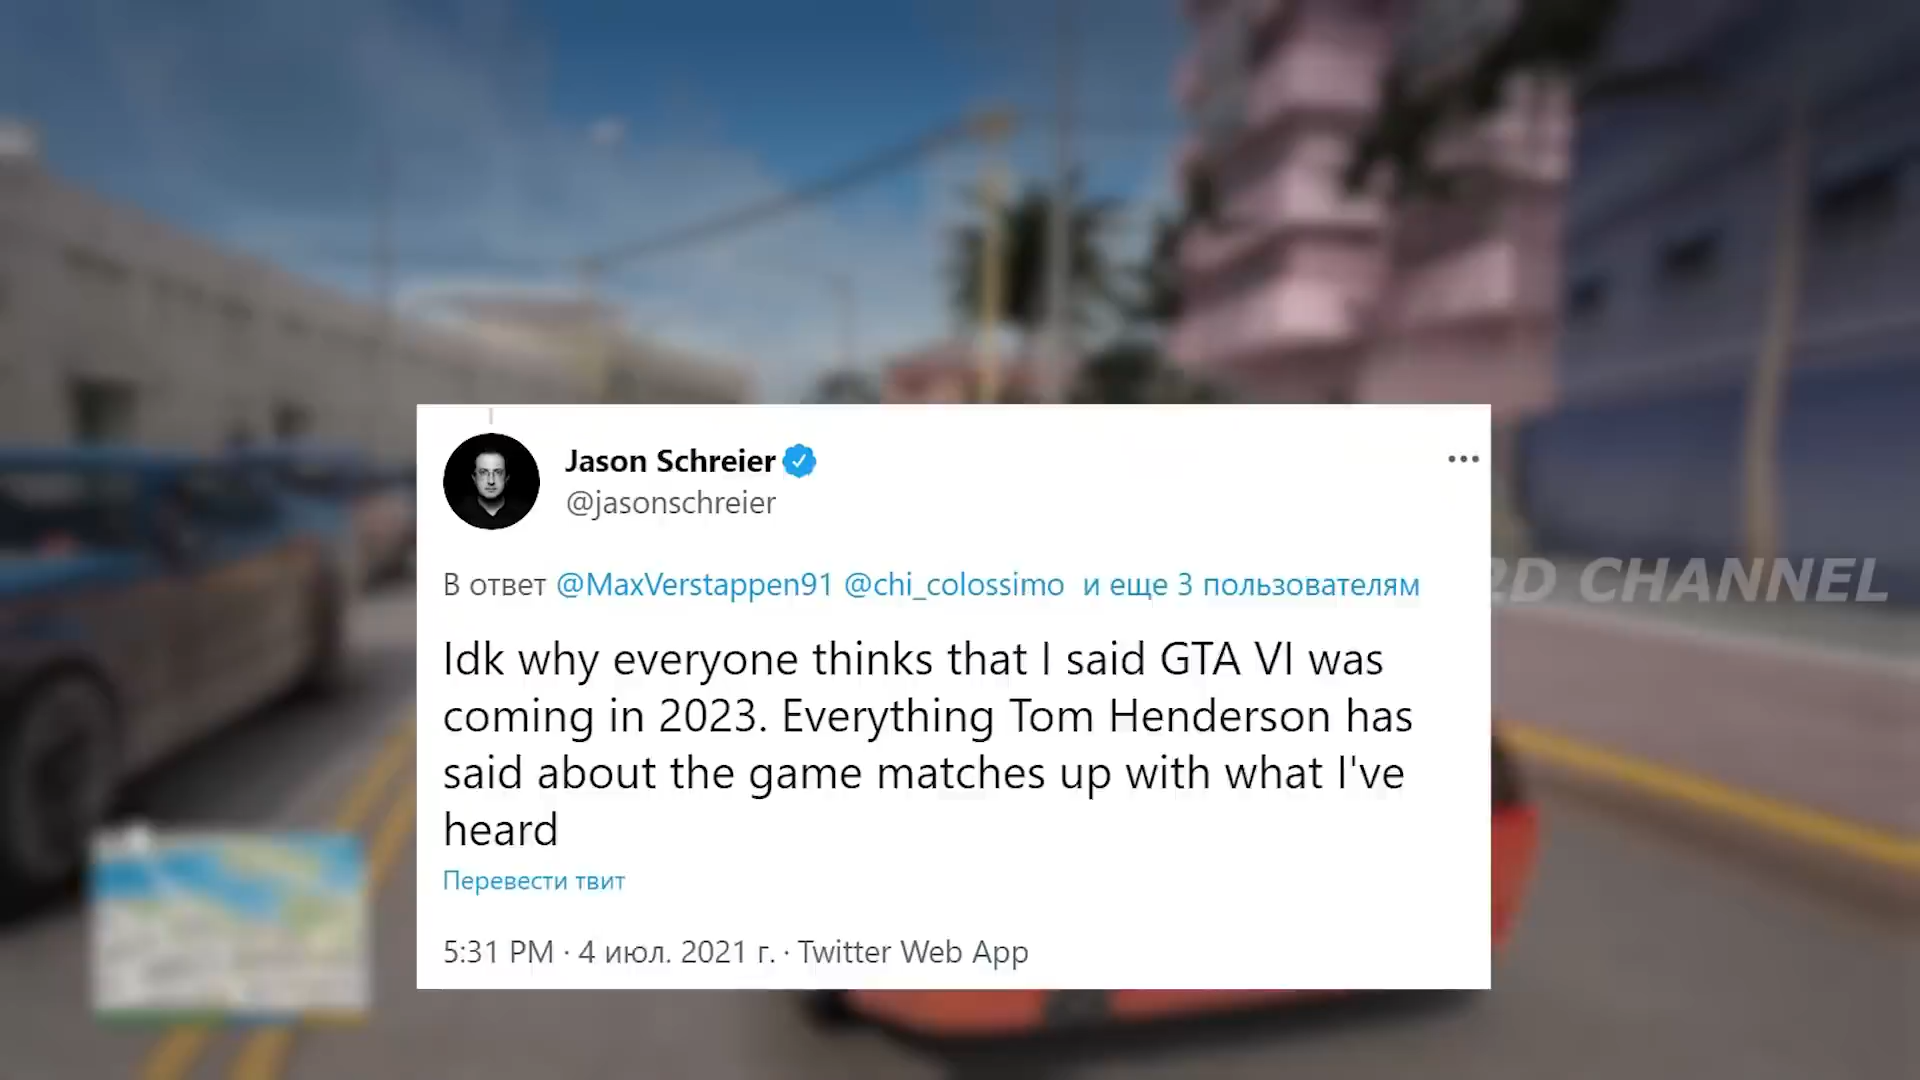 Jason Schreier
@jasonschreier
В ответ @MaxVerstappen91 @chi_colossimo и еще 3 пользователям
2D CHANNEL
Idk why everyone thinks that I said GTA VI was
coming in 2023. Everything Tom Henderson has
said about the game matches up with what I've
heard
Перевести твит
5:31 PM · 4 июл. 2021 г. · Twitter Web App